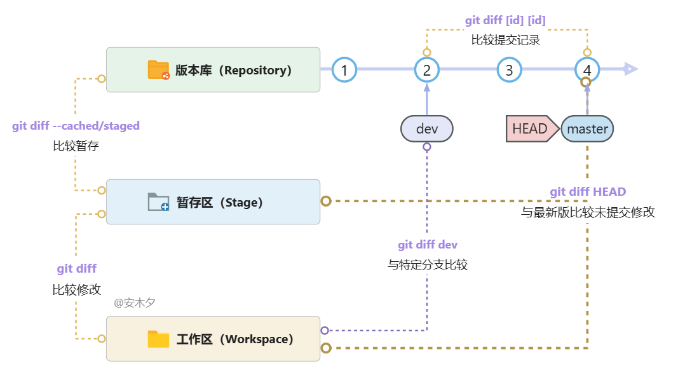 git diff [id] [id]
比较提交记录
版本库（Repository）
1
2
3
4
git diff --cached/staged
比较暂存
dev
HEAD
master
暂存区（Stage）
git diff HEAD
与最新版比较未提交修改
git diff dev
与特定分支比较
git diff
比较修改
@安木夕
工作区（Workspace）